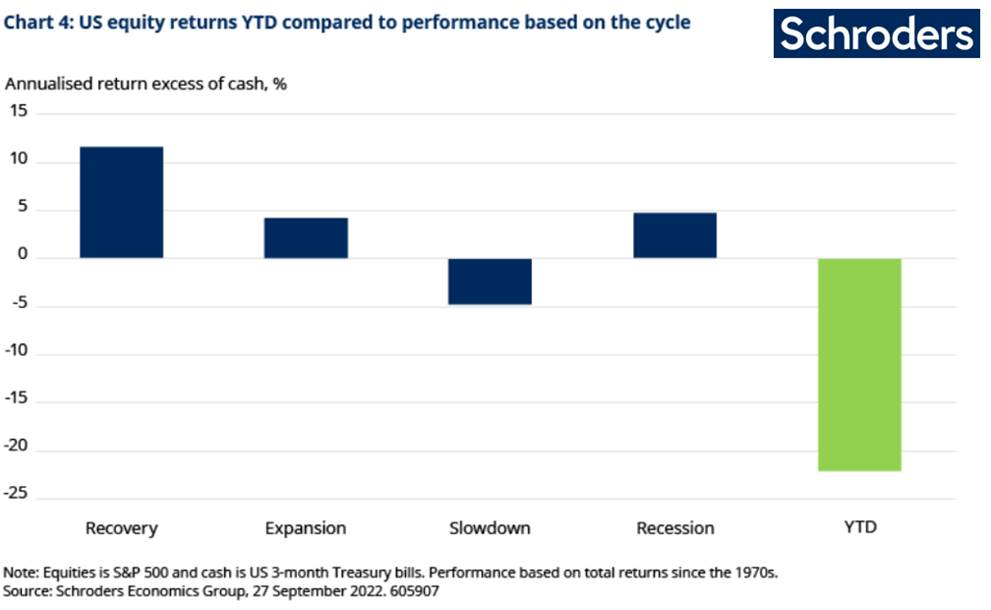 Chart 4: US equity returns YTD compared to performance based on the cycle
Schroders
Annualised return excess of cash, %
15
10
5
0
-5
-10
-15
-20
-25
Recovery Expansion Slowdown Recession YTD
Note: Equities is S&P 500 and cash is US 3-month Treasury bills. Performance based on total returns since the 1970s.
Source: Schroders Economics Group, 27 September 2022. 605907